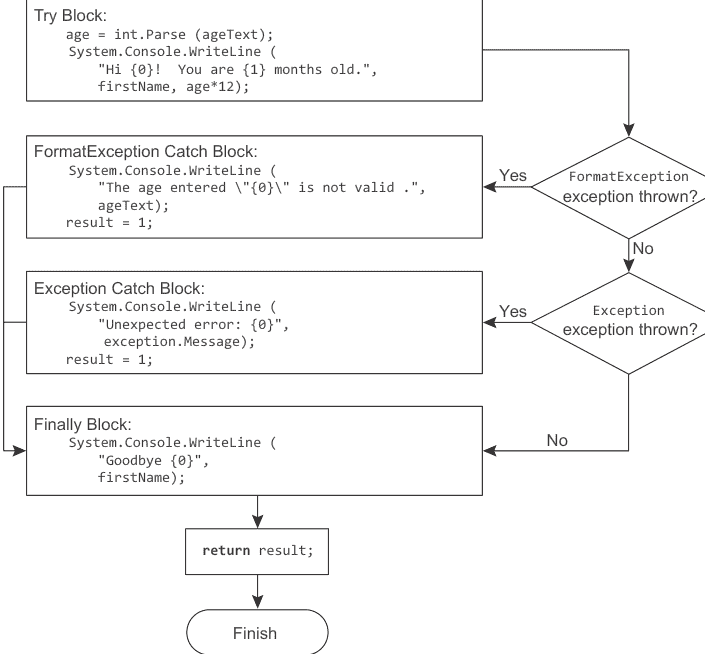 Try Block:
age = int.Parse (ageText);
System.Console.WriteLine (
"Hi {0}!  You are {1} months old.",
firstName, age*12);
FormatException Catch Block:
System.Console.WriteLine (
"The age entered \"{0}\" is not valid .",
ageText);
result = 1;
Yes
FormatException
exception thrown?
No
Exception Catch Block:
System.Console.WriteLine (
"Unexpected error: {0}",
exception.Message);
result = 1;
Yes
Exception
exception thrown?
Finally Block:
System.Console.WriteLine (
"Goodbye {0}",
firstName);
No
return result;
Finish